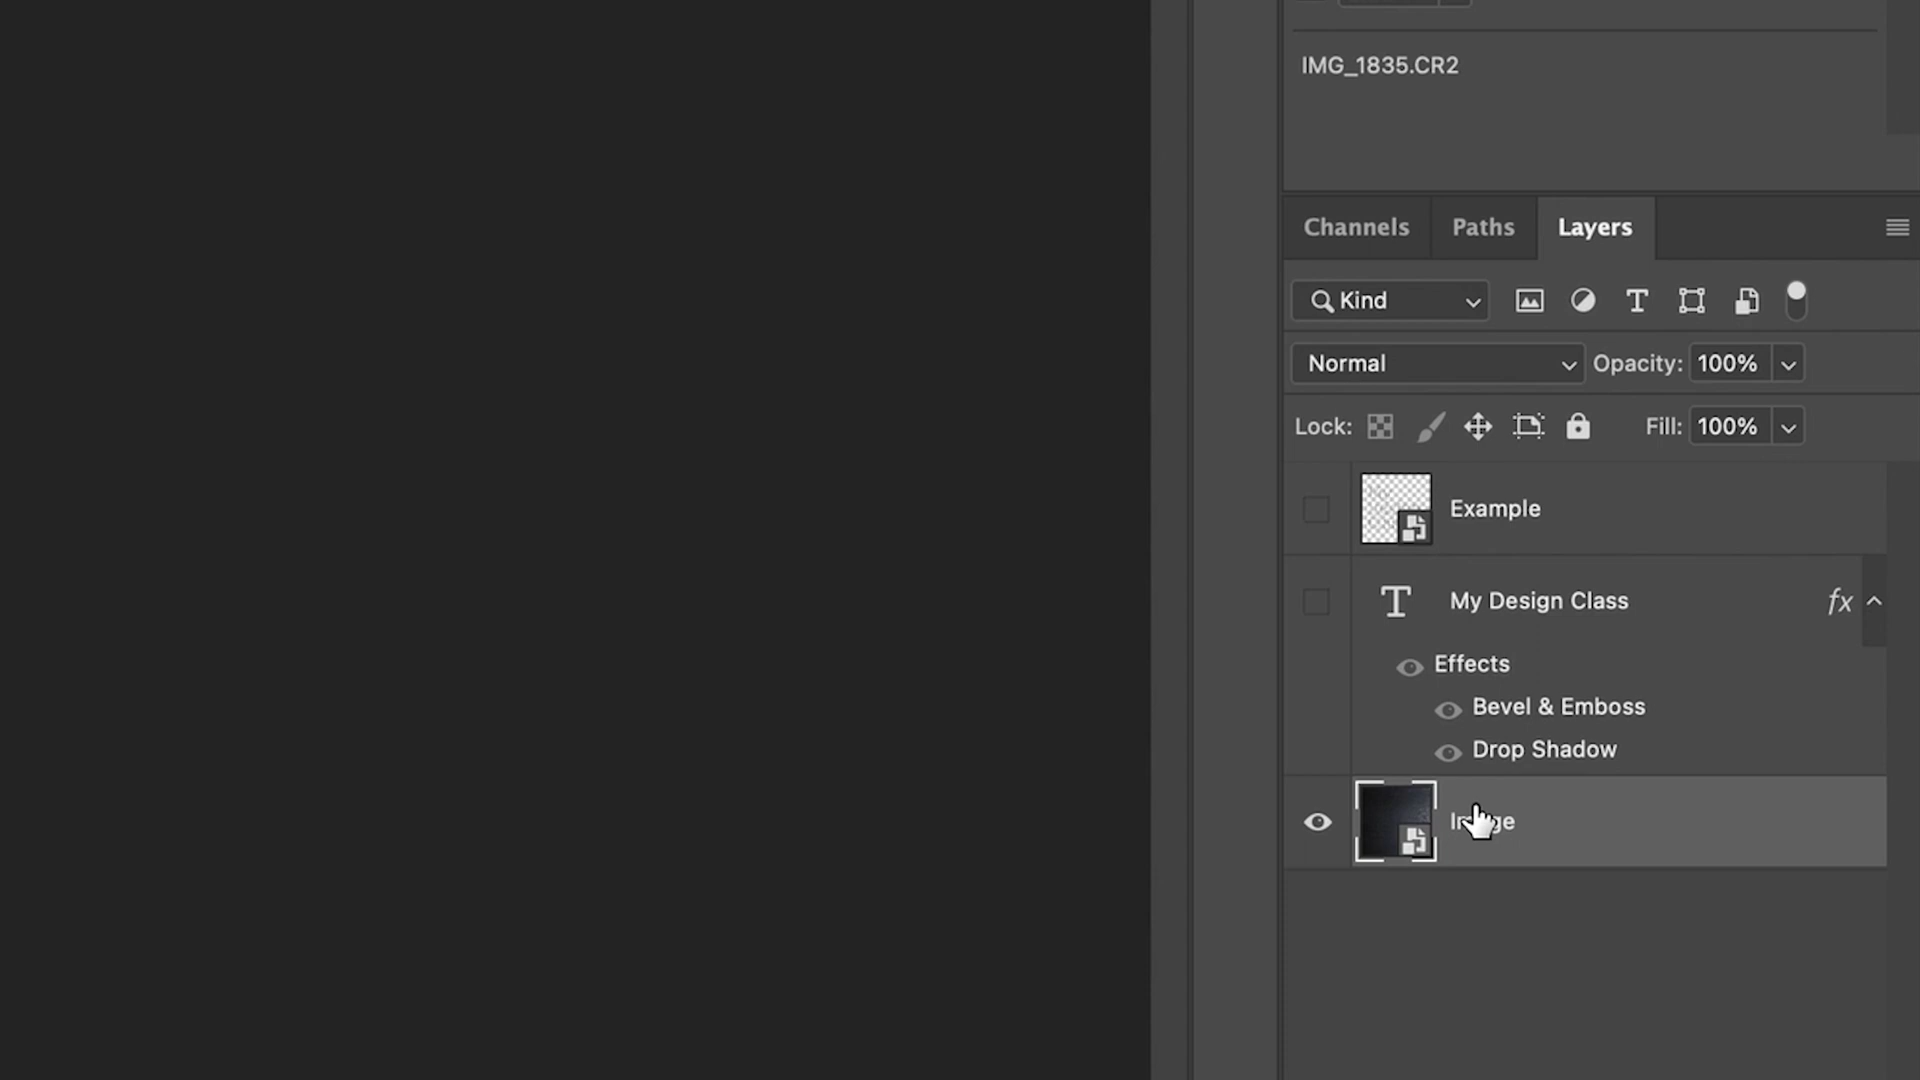 IMG_1835.CR2
Channels Paths Layers
Kind
Normal Opacity: 100%
Lock: Fill: 100%
Example
My Design Class fx
Effects
Bevel & Emboss
Drop Shadow